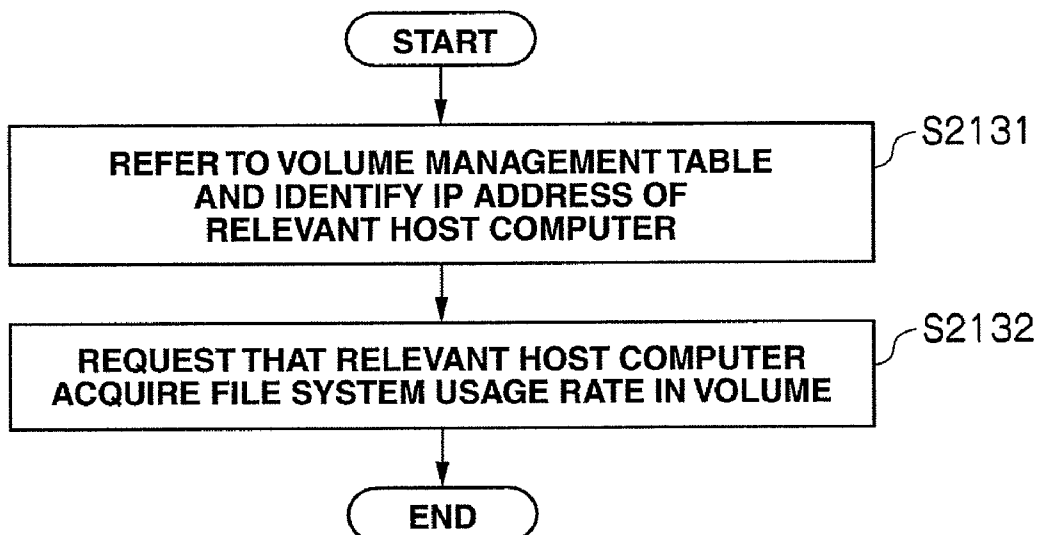 START
REFER TO VOLUME MANAGEMENT TABLE
AND IDENTIFY IP ADDRESS OF
RELEVANT HOST COMPUTER
S2131
REQUEST THAT RELEVANT HOST COMPUTER
ACQUIRE FILE SYSTEM USAGE RATE IN VOLUME
S2132
END